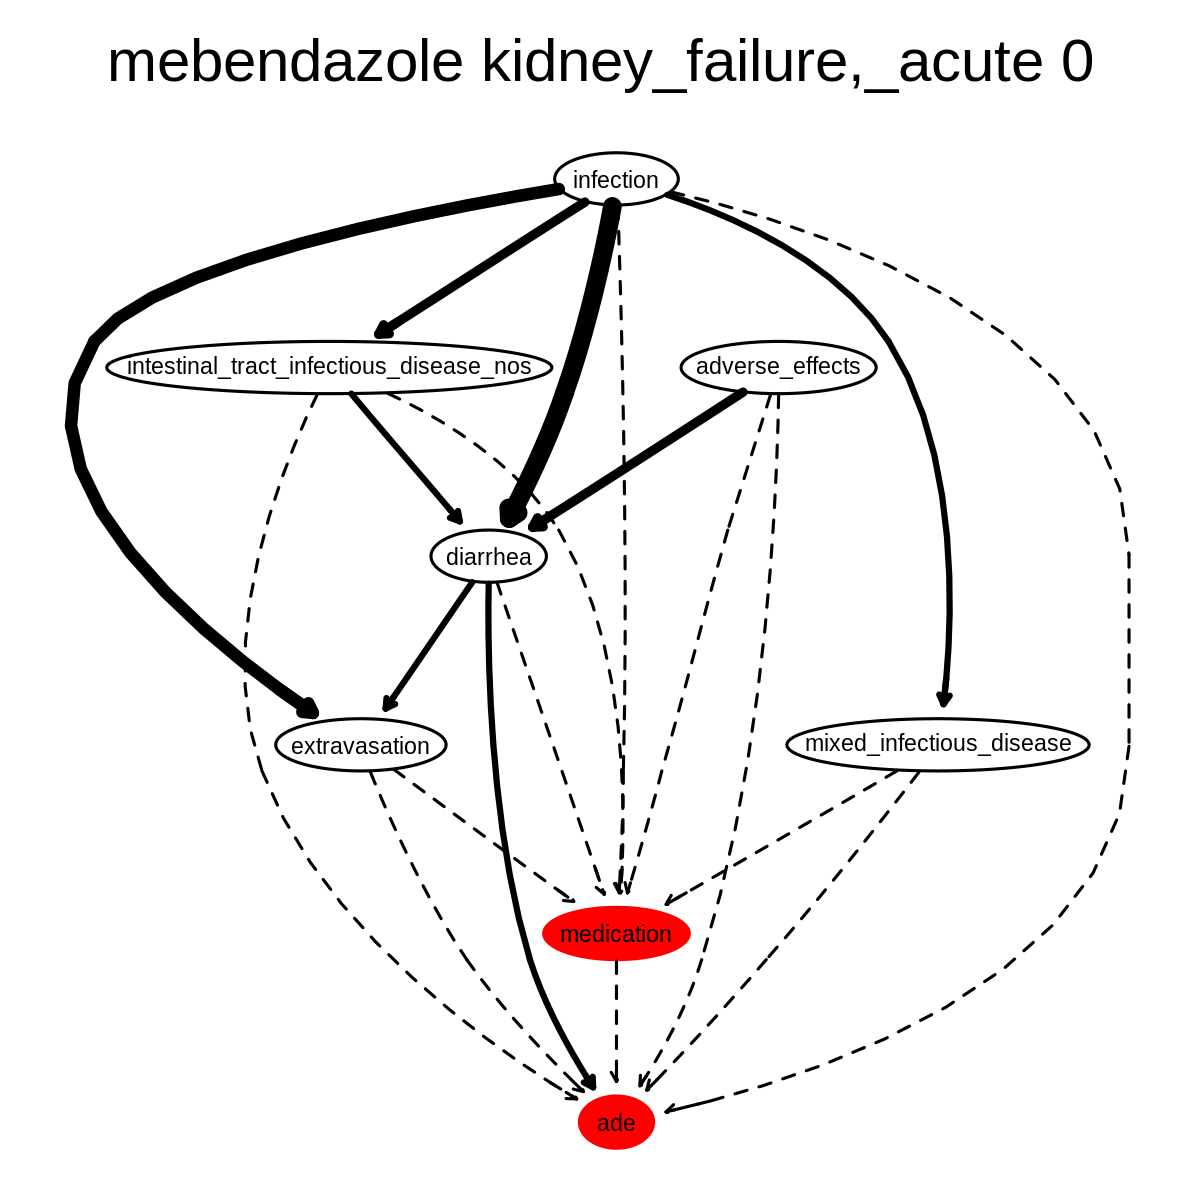 mebendazole kidney_failure,_acute 0
infection
intestinal_tract_infectious_disease_nos
adverse_effects
diarrhea
extravasation
mixed_infectious_disease
medication
ade